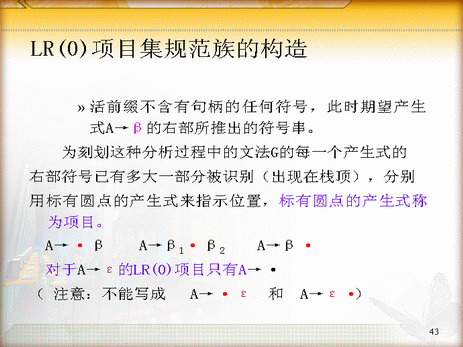 LR(0)项目集规范族的构造
» 活前缀不含有句柄的任何符号，此时期望产生
式A→β的右部所推出的符号串。
为刻划这种分析过程中的文法G的每一个产生式的
右部符号已有多大一部分被识别（出现在栈顶），分别
用标有圆点的产生式来指示位置，标有圆点的产生式称
为项目。
A→• β A→β₁• β₂ A→β •
对于A→ε的LR(0)项目只有A→•
（ 注意：不能写成 A→• ε 和 A→ε•）
43